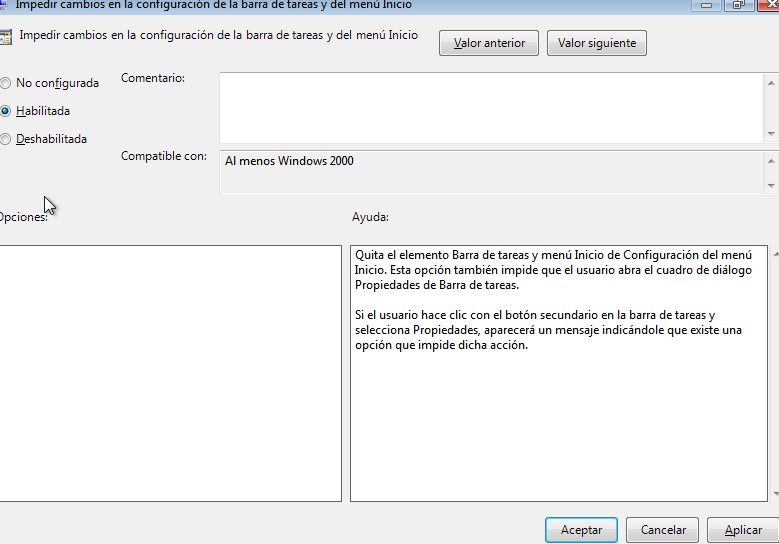 Impedir cambios en la configuración de la barra de tareas y del menú Inicio
Impedir cambios en la configuración de la barra de tareas y del menú Inicio
Valor anterior
Valor siguiente
No configurada
Habilitada
Deshabilitada
Comentario:
Compatible con:
Al menos Windows 2000
Opciones:
Ayuda:
Quita el elemento Barra de tareas y menú Inicio de Configuración del menú
Inicio. Esta opción también impide que el usuario abra el cuadro de diálogo
Propiedades de Barra de tareas.
Si el usuario hace clic con el botón secundario en la barra de tareas y
selecciona Propiedades, aparecerá un mensaje indicándole que existe una
opción que impide dicha acción.
Aceptar
Cancelar
Aplicar